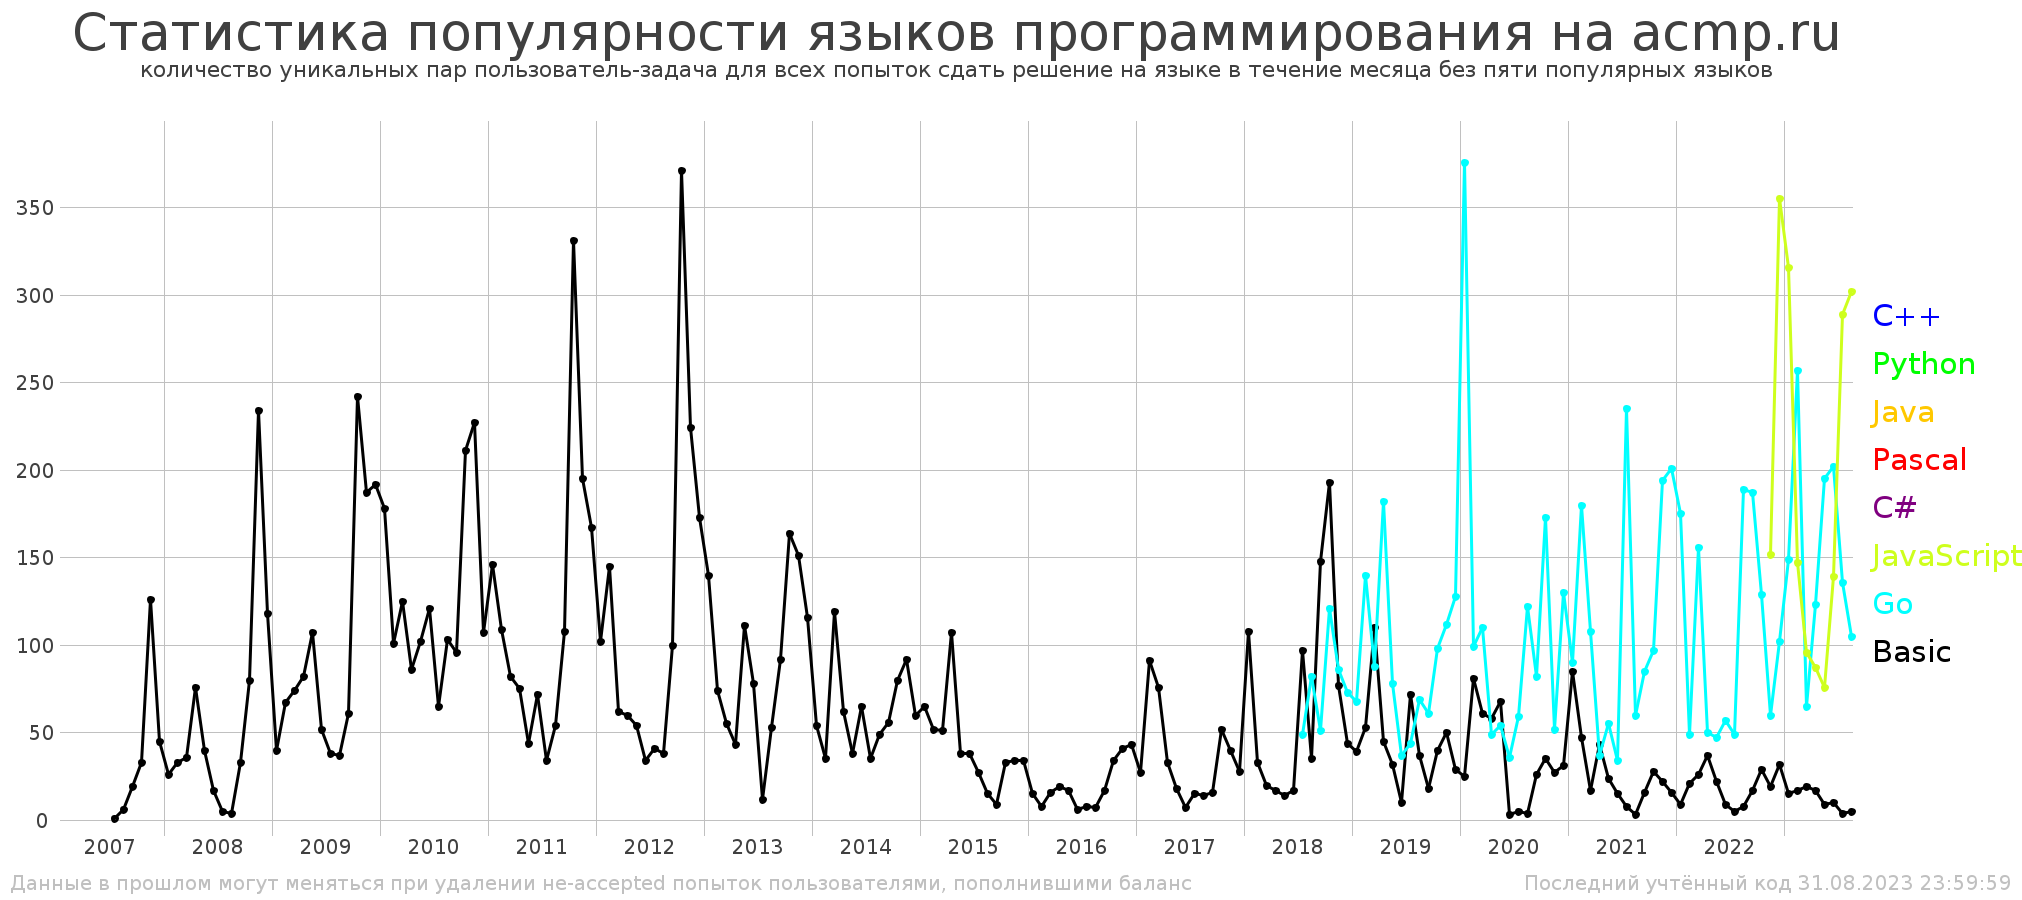 Статистика популярности языков программирования на acmp.ru
количество уникальных пар пользователь-задача для всех попыток сдать решение на языке в течение месяца без пяти популярных языков
350
300
250
200
150
100
50
0
C++
Python
Java
Pascal
C#
JavaScript
Go
Basic
2007 2008 2009 2010 2011 2012 2013 2014 2015 2016 2017 2018 2019 2020 2021 2022
Данные в прошлом могут меняться при удалении не-accepted попыток пользователями, пополнившими баланс
Последний учтённый код 31.08.2023 23:59:59